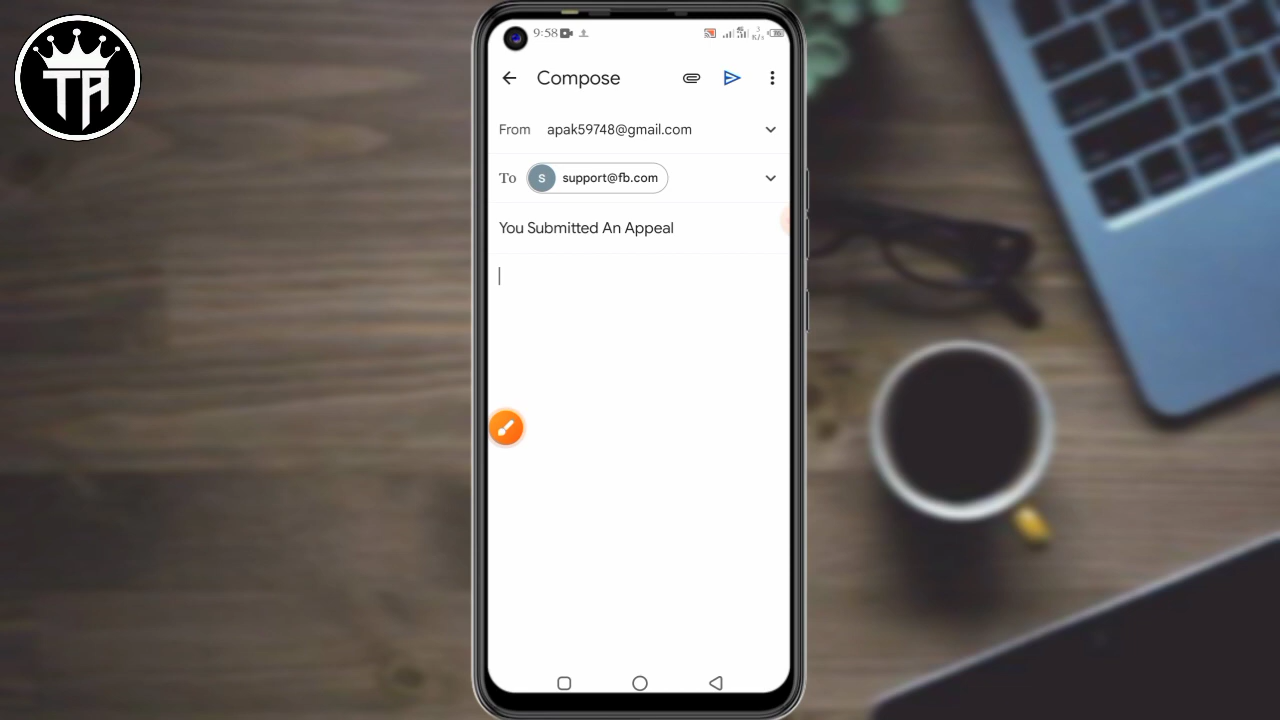 TA
9:58
Compose
From apak59748@gmail.com
To S support@fb.com
You Submitted An Appeal